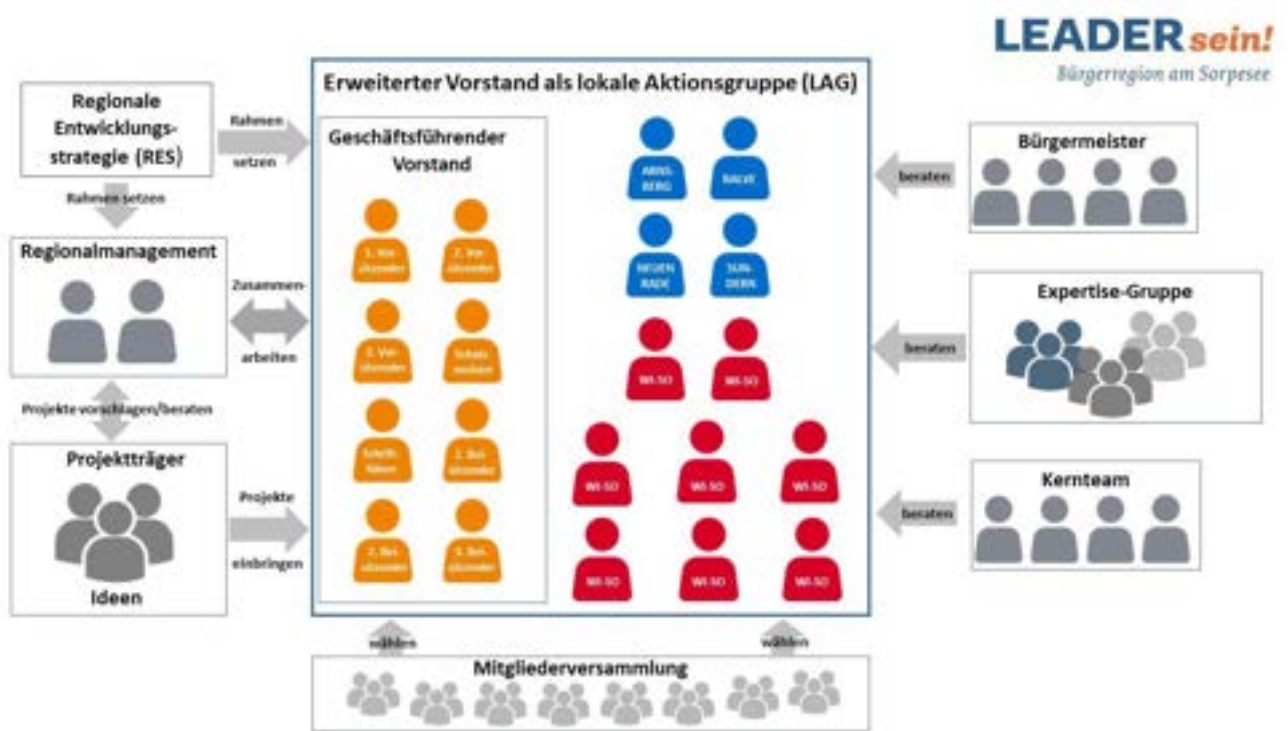 LEADER sein!
Bürgerregion am Sorpesee
Regionale
Entwicklungs-
strategie (RES)
Rahmen
setzen
Rahmen setzen
Regionalmanagement
Zusammen-
arbeiten
Projekte vorschlagen/beraten
Projektträger
Ideen
Projekte
einbringen
Erweiterter Vorstand als lokale Aktionsgruppe (LAG)
Geschäftsführender
Vorstand
1. Vor-
sitzender
2. Vor-
sitzender
3. Vor-
sitzender
Schatz-
meister
Schrift-
führer
1. Bei-
sitzender
2. Bei-
sitzender
3. Bei-
sitzender
ARNS-
BERG
BALVE
NEUEN
RADE
SUN-
DERN
WI-SO
WI-SO
WI-SO
WI-SO
WI-SO
WI-SO
WI-SO
WI-SO
beraten
Bürgermeister
beraten
Expertise-Gruppe
beraten
Kernteam
wählen
wählen
Mitgliederversammlung